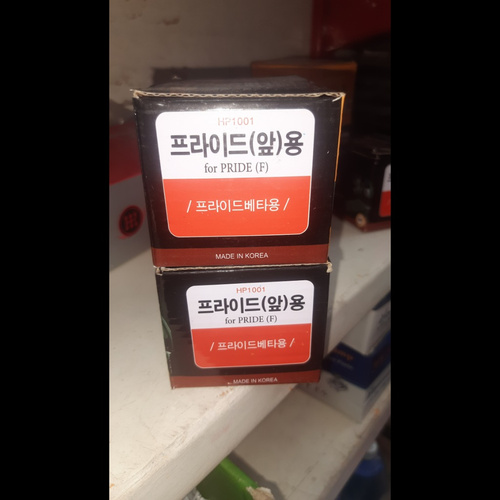 HP1001
프라이드(앞)용
for PRIDE (F)
/ 프라이드베타용 /
MADE IN KOREA
HP1001
프라이드(앞)용
for PRIDE (F)
/ 프라이드베타용 /
MADE IN KOREA